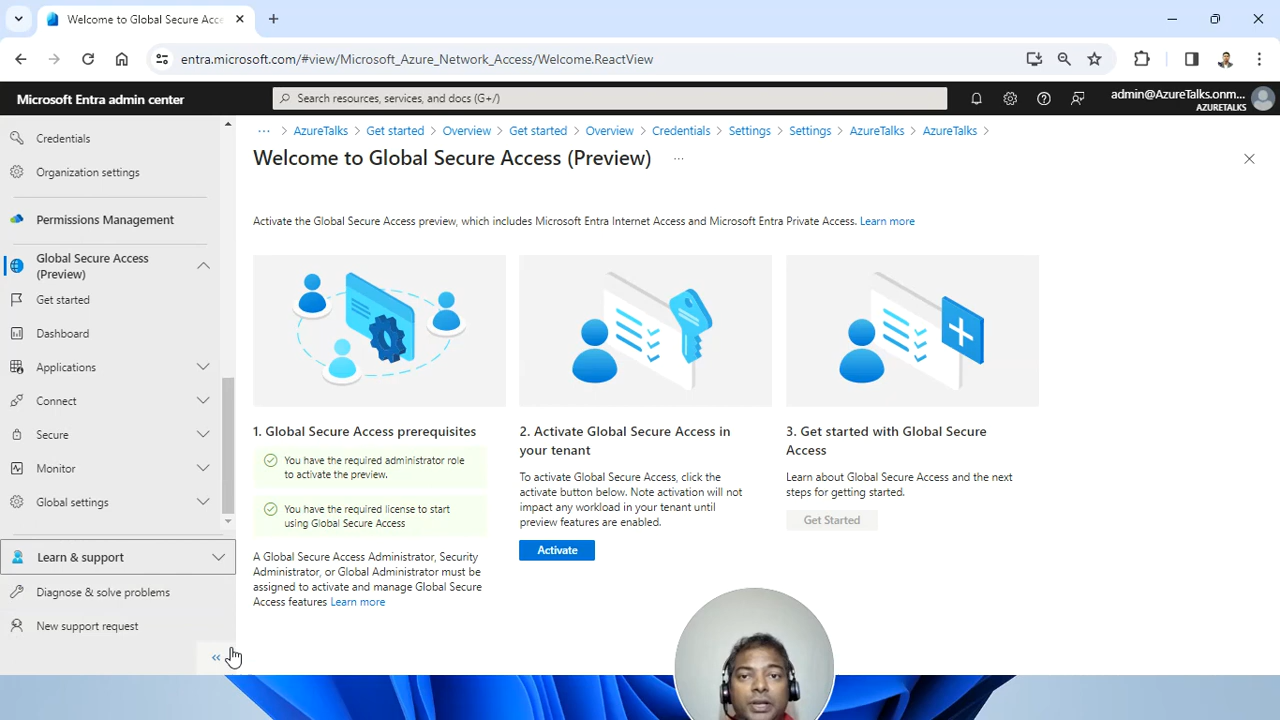 Welcome to Global Secure Acce
entra.microsoft.com/#view/Microsoft_Azure_Network_Access/Welcome.ReactView
Microsoft Entra admin center
Search resources, services, and docs (G+/)
admin@AzureTalks.onm...
AZURETALKS
... > AzureTalks > Get started > Overview > Get started > Overview > Credentials > Settings > Settings > AzureTalks > AzureTalks >
Welcome to Global Secure Access (Preview) ...
Credentials
Organization settings
Permissions Management
Global Secure Access
(Preview)
Get started
Dashboard
Applications
Connect
Secure
Monitor
Global settings
Learn & support
Diagnose & solve problems
New support request
«
Activate the Global Secure Access preview, which includes Microsoft Entra Internet Access and Microsoft Entra Private Access. Learn more
1. Global Secure Access prerequisites
You have the required administrator role
to activate the preview.
You have the required license to start
using Global Secure Access
A Global Secure Access Administrator, Security
Administrator, or Global Administrator must be
assigned to activate and manage Global Secure
Access features Learn more
2. Activate Global Secure Access in
your tenant
To activate Global Secure Access, click the
activate button below. Note activation will not
impact any workload in your tenant until
preview features are enabled.
Activate
3. Get started with Global Secure
Access
Learn about Global Secure Access and the next
steps for getting started.
Get Started